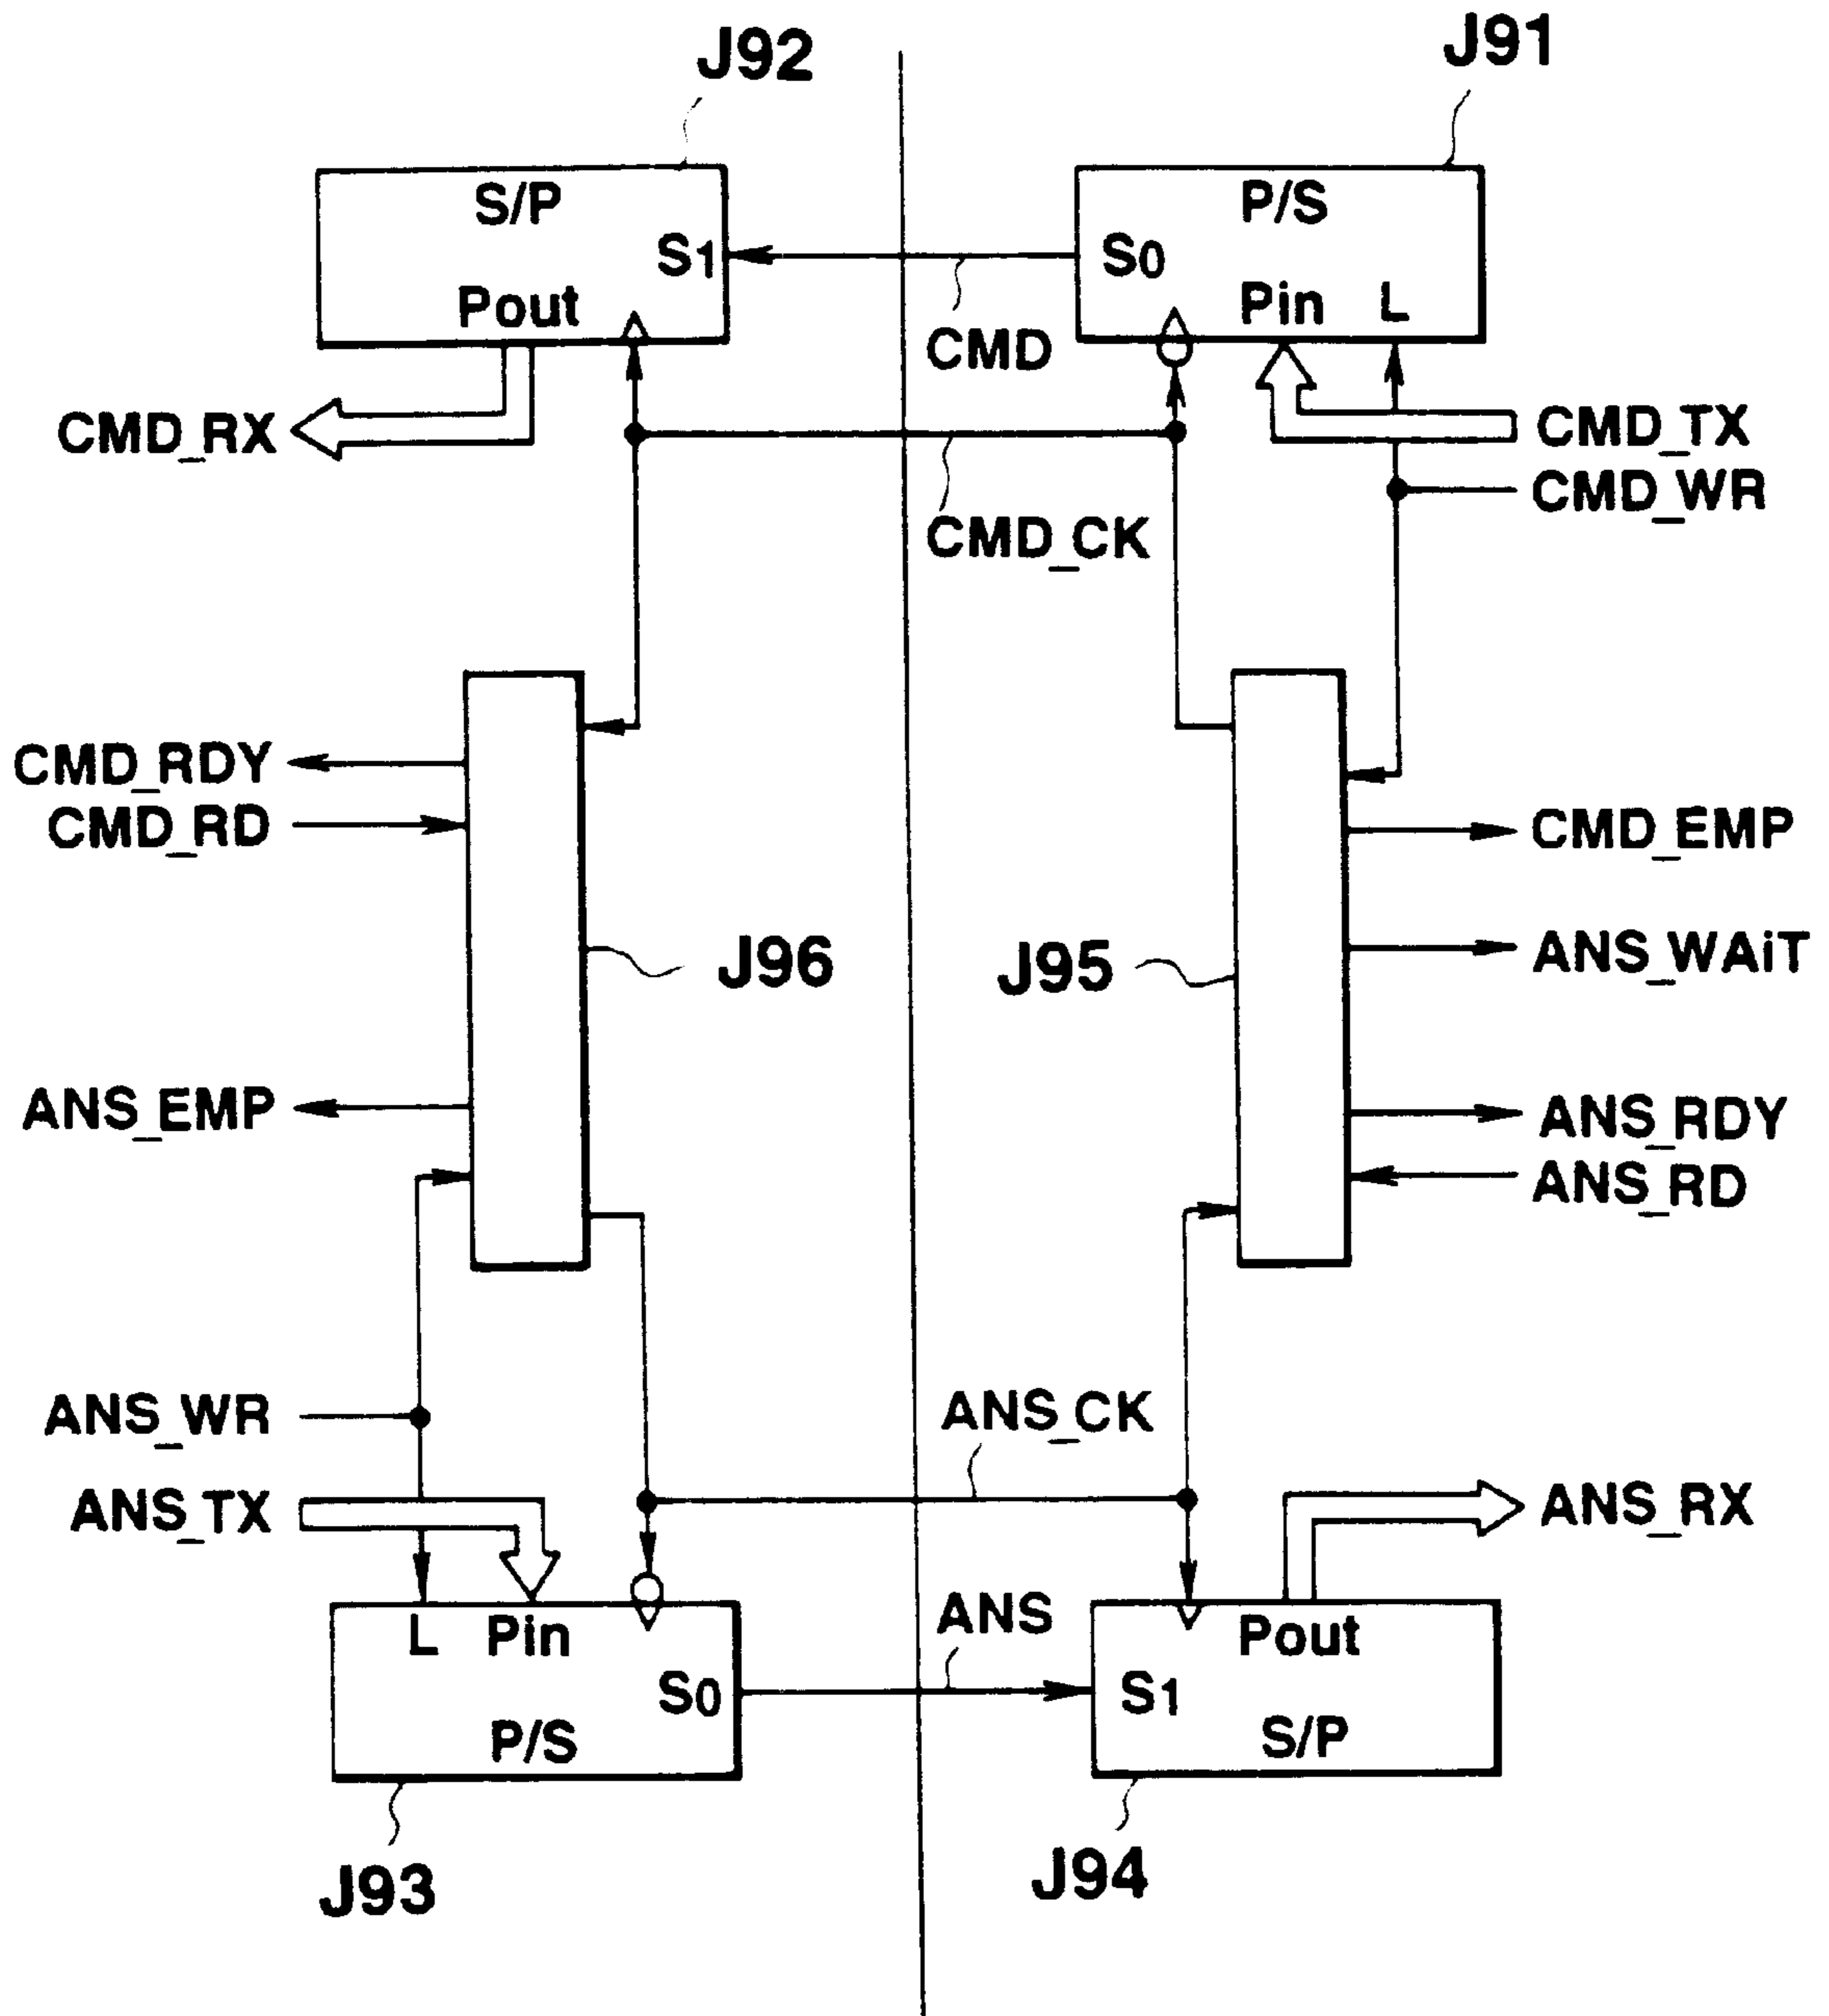 J92
J91
S/P
S1
Pout
P/S
S0
Pin
L
CMD
CMD_RX
CMD_TX
CMD_WR
CMD_CK
CMD_RDY
CMD_RD
CMD_EMP
J96
J95
ANS_WAiT
ANS_EMP
ANS_RDY
ANS_RD
ANS_WR
ANS_CK
ANS_TX
ANS_RX
L
Pin
S0
P/S
ANS
Pout
S1
S/P
J93
J94